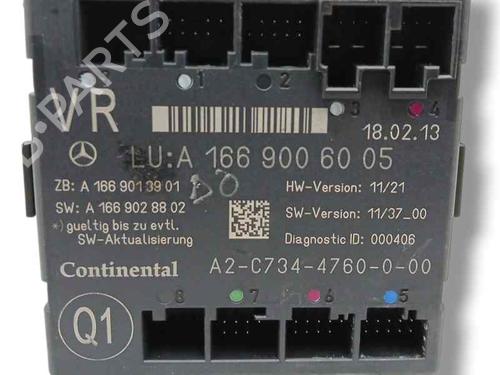 B-PARTS
1 2
3 4
VR
18.02.13
LU:A 166 900 60 05
ZB: A 166 901 39 01
HW-Version: 11/21
SW: A 166 902 88 02
SW-Version: 11/37_00
*) gueltig bis zu evtl.
SW-Aktualisierung
Diagnostic ID: 000406
Continental A2-C734-4760-0-00
Q1
8 7 6 5